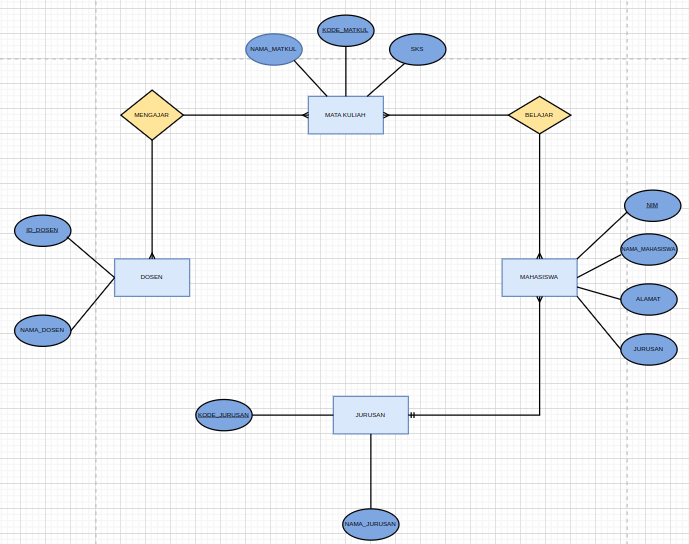 KODE_MATKUL
NAMA_MATKUL
SKS
MENGAJAR
MATA KULIAH
BELAJAR
NIM
ID_DOSEN
NAMA_MAHASISWA
DOSEN
MAHASISWA
ALAMAT
NAMA_DOSEN
JURUSAN
KODE_JURUSAN
JURUSAN
NAMA_JURUSAN